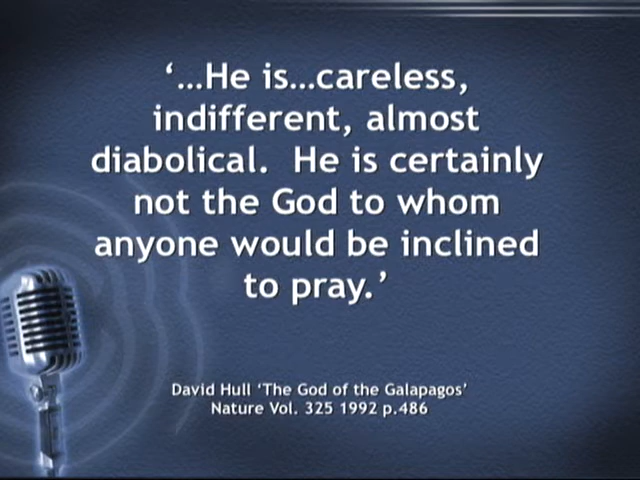 ‘...He is...careless,
indifferent, almost
diabolical.  He is certainly
not the God to whom
anyone would be inclined
to pray.’
David Hull ‘The God of the Galapagos’
Nature Vol. 325 1992 p.486